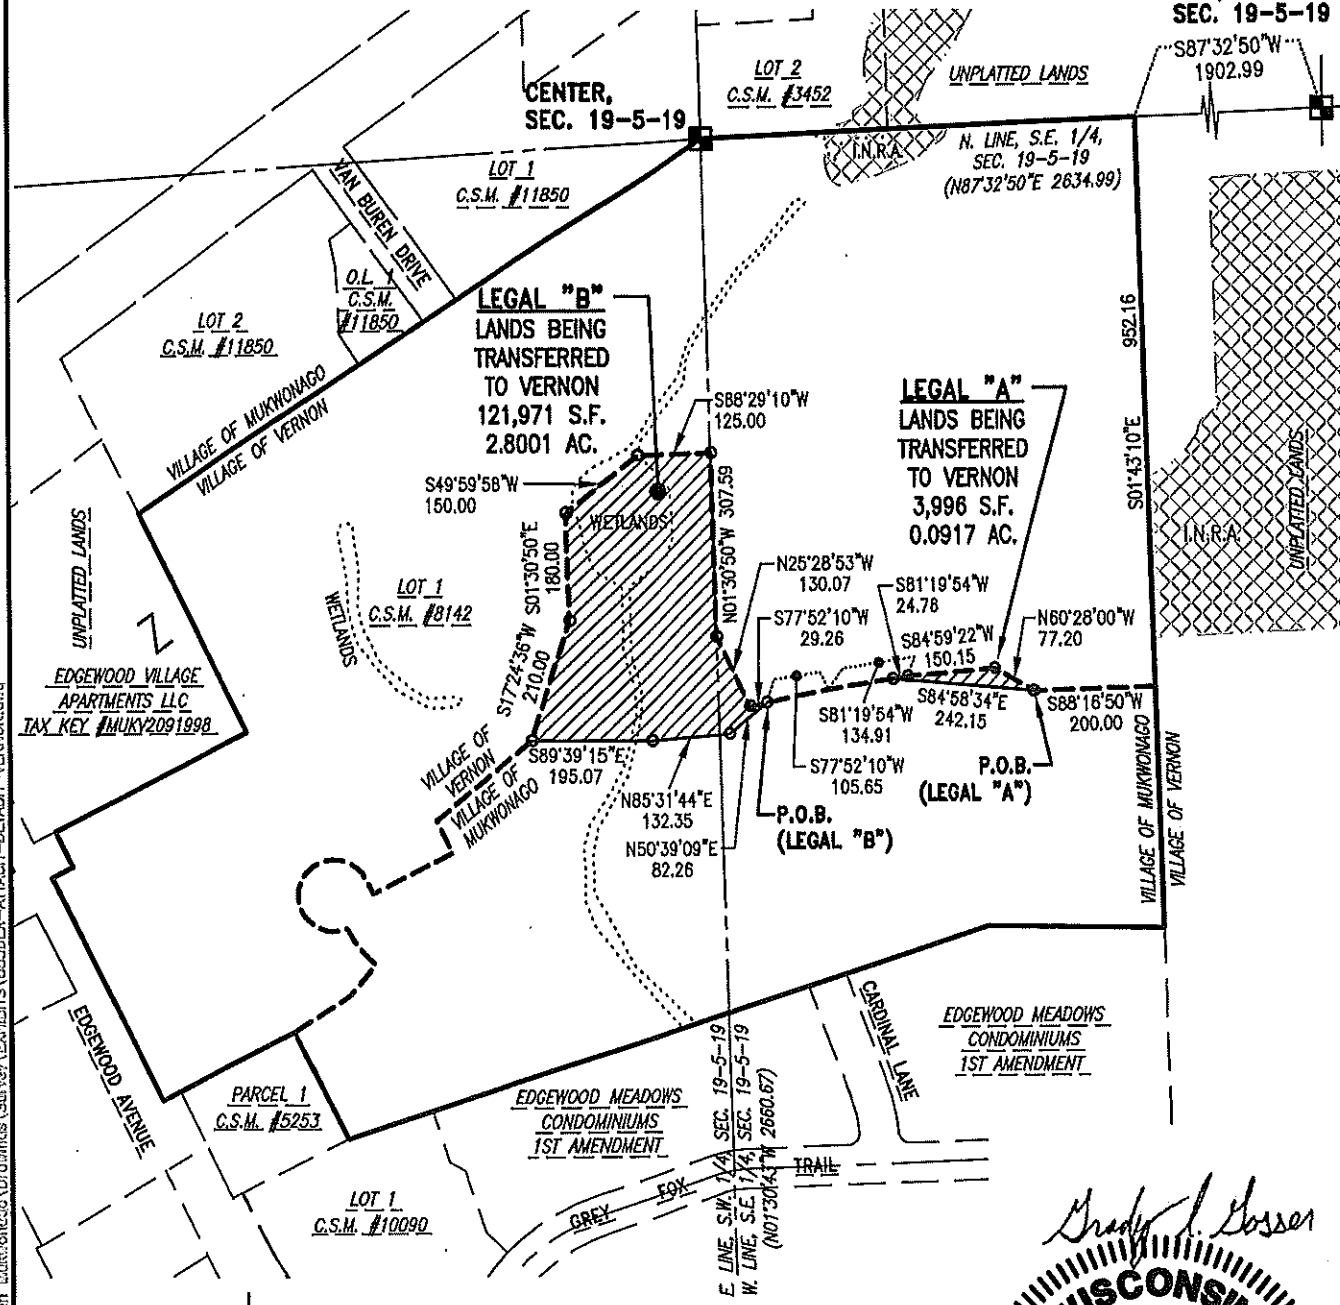 SEC. 19-5-19
S87°32'50"W
1902.99
LOT 2
C.S.M. #3452
UNPLATTED LANDS
CENTER,
SEC. 19-5-19
I.N.R.A.
N. LINE, S.E. 1/4,
SEC. 19-5-19
(N87°32'50"E 2634.99)
LOT 1
C.S.M. #11850
VAN BUREN DRIVE
O.L. 1
C.S.M.
#11850
LOT 2
C.S.M. #11850
LEGAL "B"
LANDS BEING
TRANSFERRED
TO VERNON
121,971 S.F.
2.8001 AC.
952.16
S01°43'10"E
LEGAL "A"
LANDS BEING
TRANSFERRED
TO VERNON
3,996 S.F.
0.0917 AC.
S88°29'10"W
125.00
VILLAGE OF MUKWONAGO
VILLAGE OF VERNON
S49°59'58"W
150.00
WETLANDS
N01°30'50"W 307.59
UNPLATTED LANDS
I.N.R.A.
UNPLATTED LANDS
S01°30'50"E
180.00
N25°28'53"W
130.07
S81°19'54"W
24.78
LOT 1
C.S.M. #8142
WETLANDS
S77°52'10"W
29.26
S84°59'22"W
150.15
N60°28'00"W
77.20
EDGEWOOD VILLAGE
APARTMENTS LLC
TAX KEY #MUKV2091998
S17°24'36"W
210.00
S84°58'34"E
242.15
S88°18'50"W
200.00
S81°19'54"W
134.91
S89°39'15"E
195.07
S77°52'10"W
105.65
P.O.B.
(LEGAL "A")
VILLAGE OF
VERNON
VILLAGE OF
MUKWONAGO
N85°31'44"E
132.35
P.O.B.
(LEGAL "B")
N50°39'09"E
82.26
VILLAGE OF MUKWONAGO
VILLAGE OF VERNON
EDGEWOOD AVENUE
CARDINAL LANE
EDGEWOOD MEADOWS
CONDOMINIUMS
1ST AMENDMENT
PARCEL 1
C.S.M. #5253
EDGEWOOD MEADOWS
CONDOMINIUMS
1ST AMENDMENT
E. LINE, S.W. 1/4, SEC. 19-5-19
W. LINE, S.E. 1/4, SEC. 19-5-19
(N01°30'43"W 2660.67)
GREY FOX TRAIL
LOT 1
C.S.M. #10090
WISCONSIN